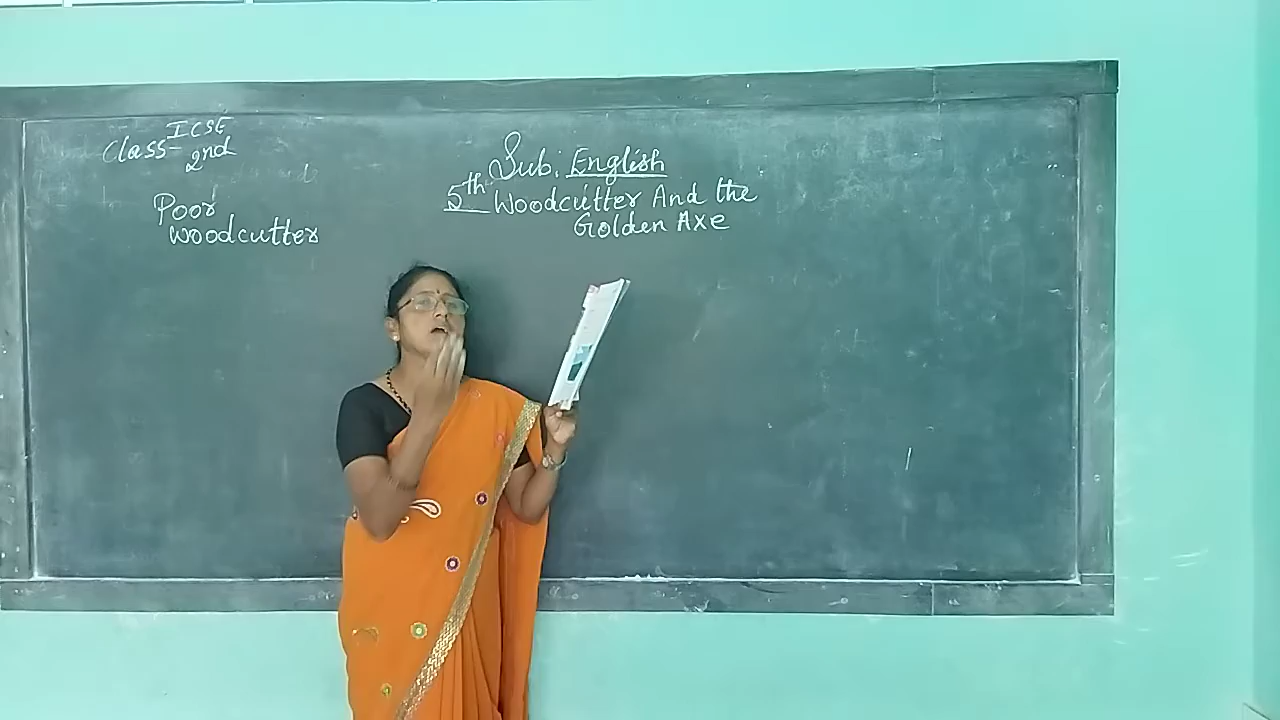 ICSE
Class- 2nd
Poor
woodcutter
Sub: English
5th Woodcutter And the
Golden Axe